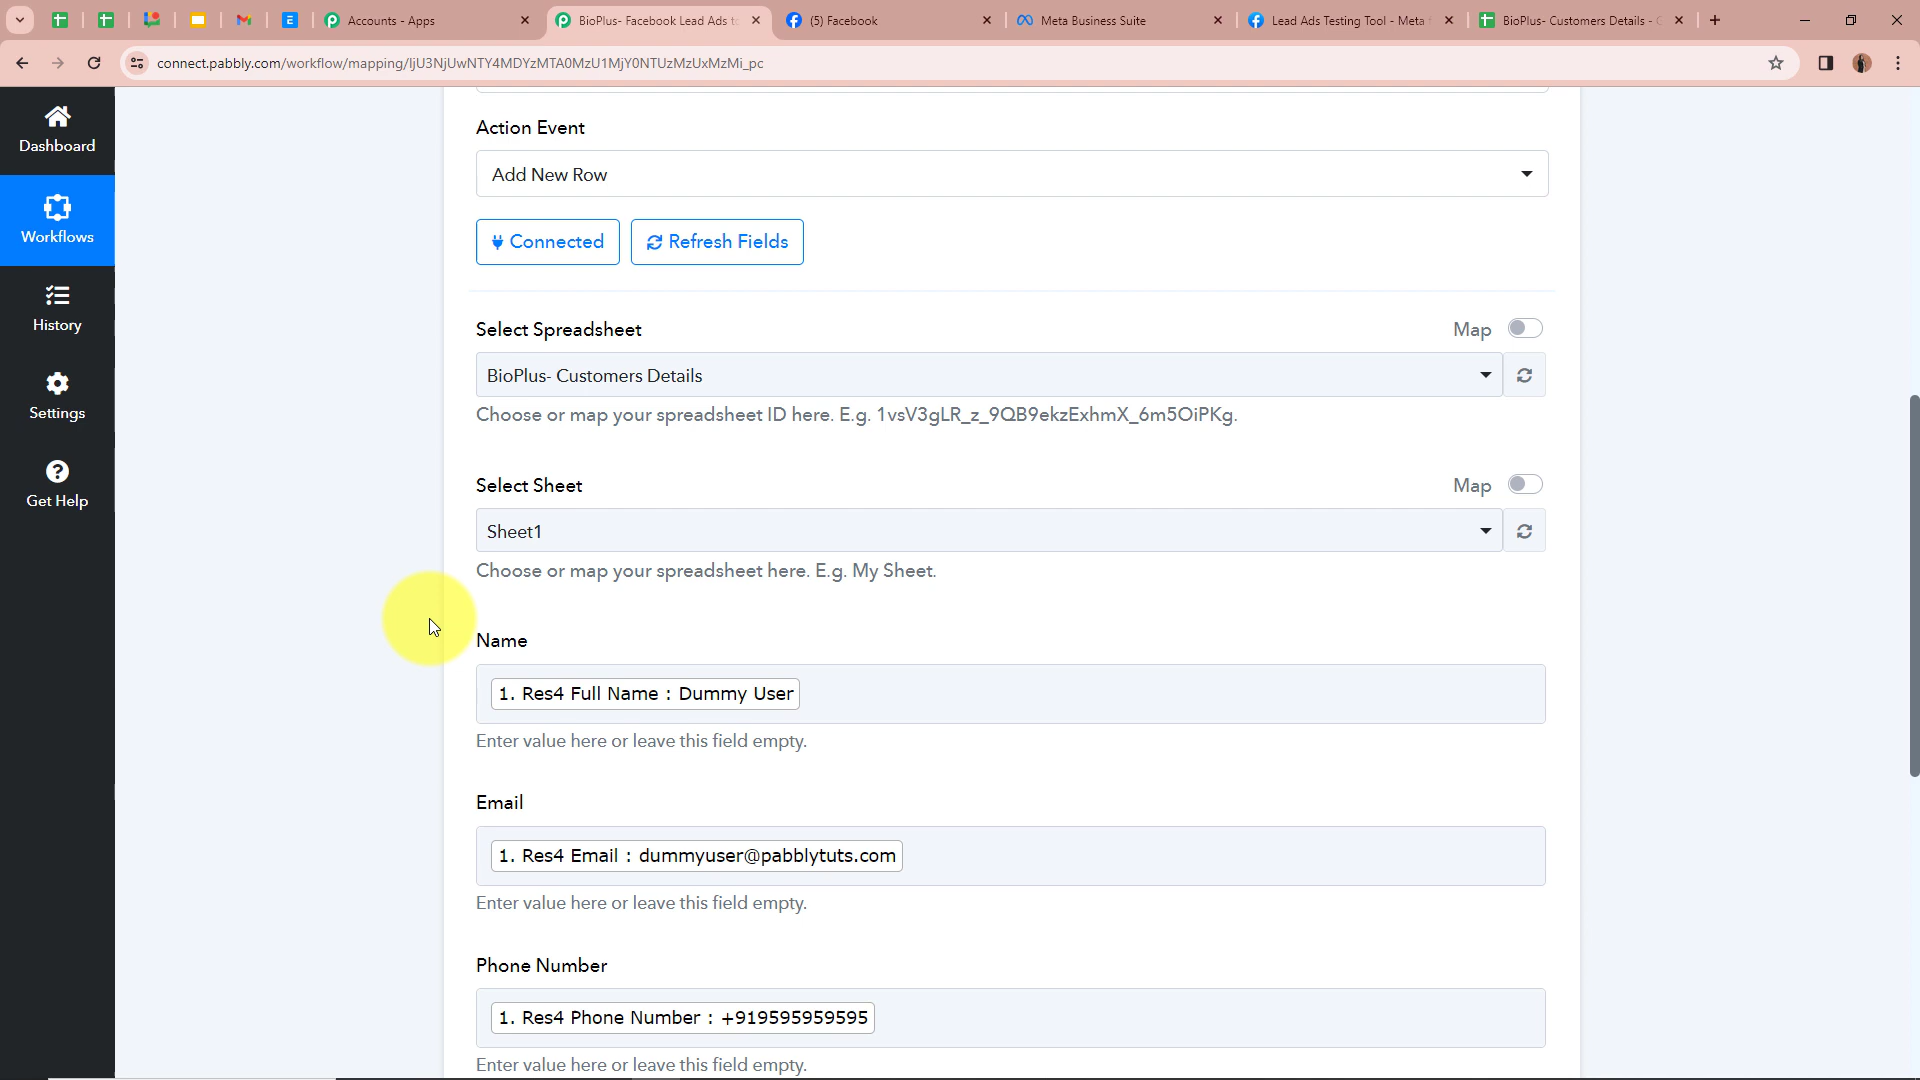 Accounts - Apps
BioPlus- Facebook Lead Ads to
(5) Facebook
Meta Business Suite
Lead Ads Testing Tool - Meta f
BioPlus- Customers Details - G
connect.pabbly.com/workflow/mapping/IjU3NjUwNTY4MDYzMTA0MzU1MjY0NTUzMzUxMzMi_pc
Dashboard
Workflows
History
Settings
Get Help
Action Event
Add New Row
Connected
Refresh Fields
Select Spreadsheet
Map
BioPlus- Customers Details
Choose or map your spreadsheet ID here. E.g. 1vsV3gLR_z_9QB9ekzExhmX_6m5OiPKg.
Select Sheet
Map
Sheet1
Choose or map your spreadsheet here. E.g. My Sheet.
Name
1. Res4 Full Name : Dummy User
Enter value here or leave this field empty.
Email
1. Res4 Email : dummyuser@pabblytuts.com
Enter value here or leave this field empty.
Phone Number
1. Res4 Phone Number : +919595959595
Enter value here or leave this field empty.